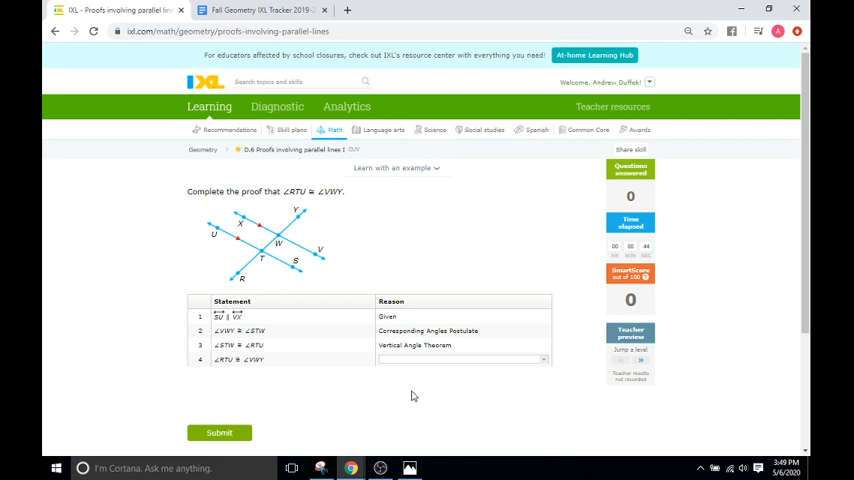 IXL - Proofs involving parallel lines
Fall Geometry IXL Tracker 2019-2
ixl.com/math/geometry/proofs-involving-parallel-lines
For educators affected by school closures, check out IXL's resource center with everything you need!
At-home Learning Hub
IXL
Search topics and skills
Welcome, Andrew Duffek!
Learning
Diagnostic
Analytics
Teacher resources
Recommendations
Skill plans
Math
Language arts
Science
Social studies
Spanish
Common Core
Awards
Geometry
D.6 Proofs involving parallel lines I
Share skill
Learn with an example
Questions
answered
0
Complete the proof that ∠RTU ≅ ∠VWY.
X
Y
U
W
V
T
S
R
Time
elapsed
00 00 44
HR MIN SEC
SmartScore
out of 100 ?
0
Statement Reason
1 SU ∥ VX Given
2 ∠VWY ≅ ∠STW Corresponding Angles Postulate
3 ∠STW ≅ ∠RTU Vertical Angle Theorem
4 ∠RTU ≅ ∠VWY
Teacher
preview
Jump a level
Teacher results
not recorded
Submit
I'm Cortana. Ask me anything.
3:49 PM
5/6/2020